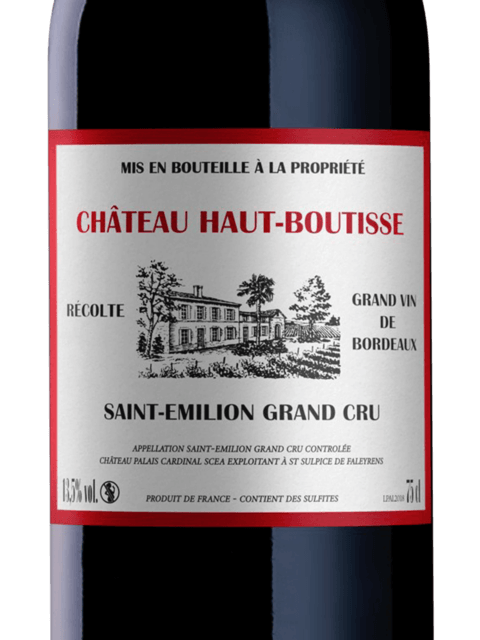 MIS EN BOUTEILLE À LA PROPRIÉTÉ
CHÂTEAU HAUT-BOUTISSE
RÉCOLTE
GRAND VIN
DE
BORDEAUX
SAINT-EMILION GRAND CRU
APPELLATION SAINT-EMILION GRAND CRU CONTROLÉE
CHÂTEAU PALAIS CARDINAL SCEA EXPLOITANT À ST SULPICE DE FALEYRENS
13,5% vol.
PRODUIT DE FRANCE - CONTIENT DES SULFITES
75 cl